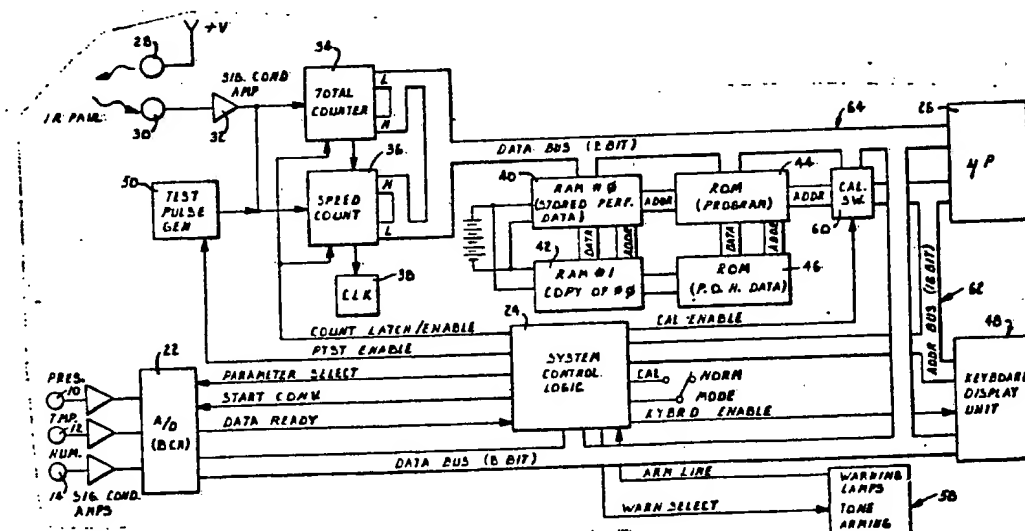 28
+V
SIG. COND
AMP
34
TOTAL
COUNTER
L
H
IR PAIR
30
32
36
SPEED
COUNT
H
L
50
TEST
PULSE
GEN
38
CLK
DATA BUS (8 BIT)
64
26
μP
40
RAM #0
(STORED PERF.
DATA)
ADDR
44
ROM
(PROGRAM)
ADDR
CAL.
SW.
60
DATA
ADDR
DATA
ADDR
42
RAM #1
COPY OF #0
ROM
(P.O.H. DATA)
46
ADDR BUS (16 BIT)
62
24
SYSTEM
CONTROL
LOGIC
COUNT LATCH/ENABLE
PTST ENABLE
PARAMETER SELECT
START CONV.
DATA READY
CAL ENABLE
CAL
NORM
MODE
KYBRD ENABLE
48
KEYBOARD
DISPLAY
UNIT
PRES.
10
TMP.
12
HUM.
14
SIG. COND.
AMPS
22
A/D
(BCA)
DATA BUS (8 BIT)
ARM LINE
WARN SELECT
WARNING
LAMPS
TONE
ARMING
58